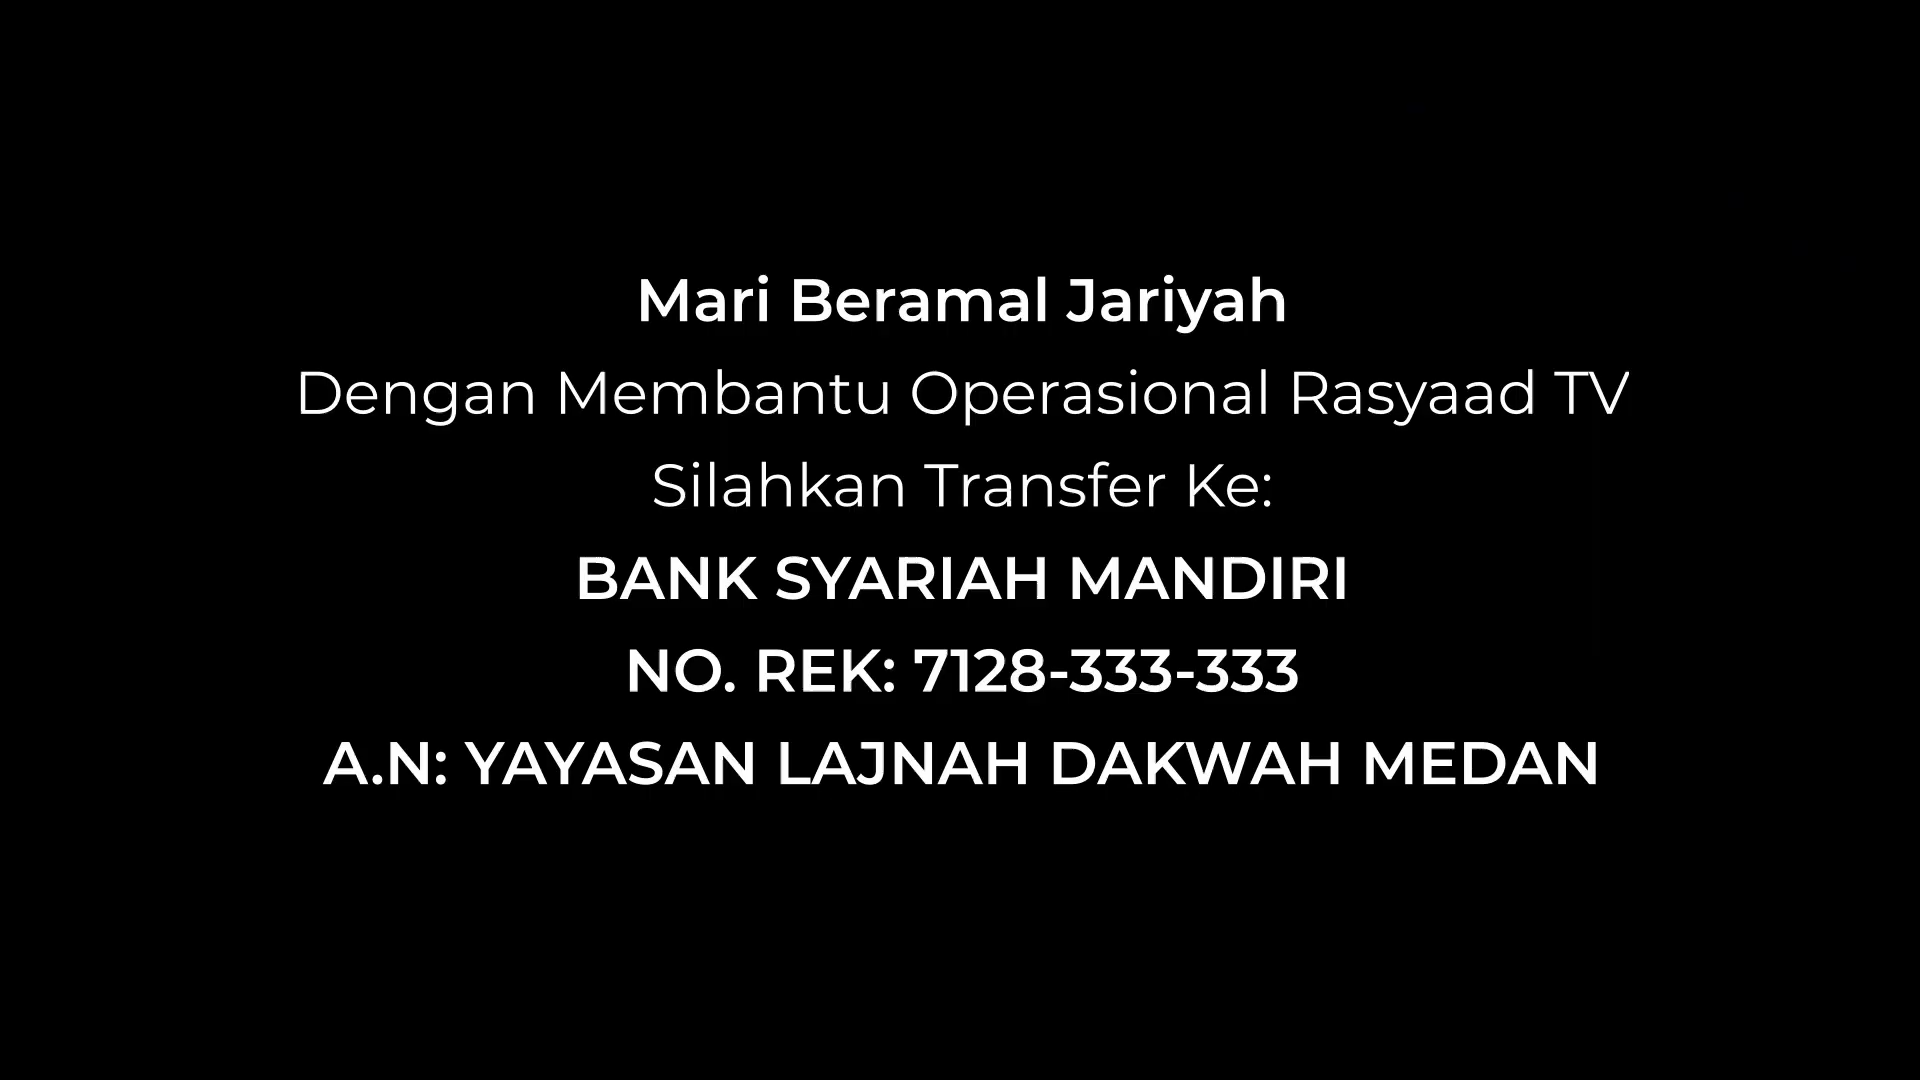 Mari Beramal Jariyah
Dengan Membantu Operasional Rasyaad TV
Silahkan Transfer Ke:
BANK SYARIAH MANDIRI
NO. REK: 7128-333-333
A.N: YAYASAN LAJNAH DAKWAH MEDAN